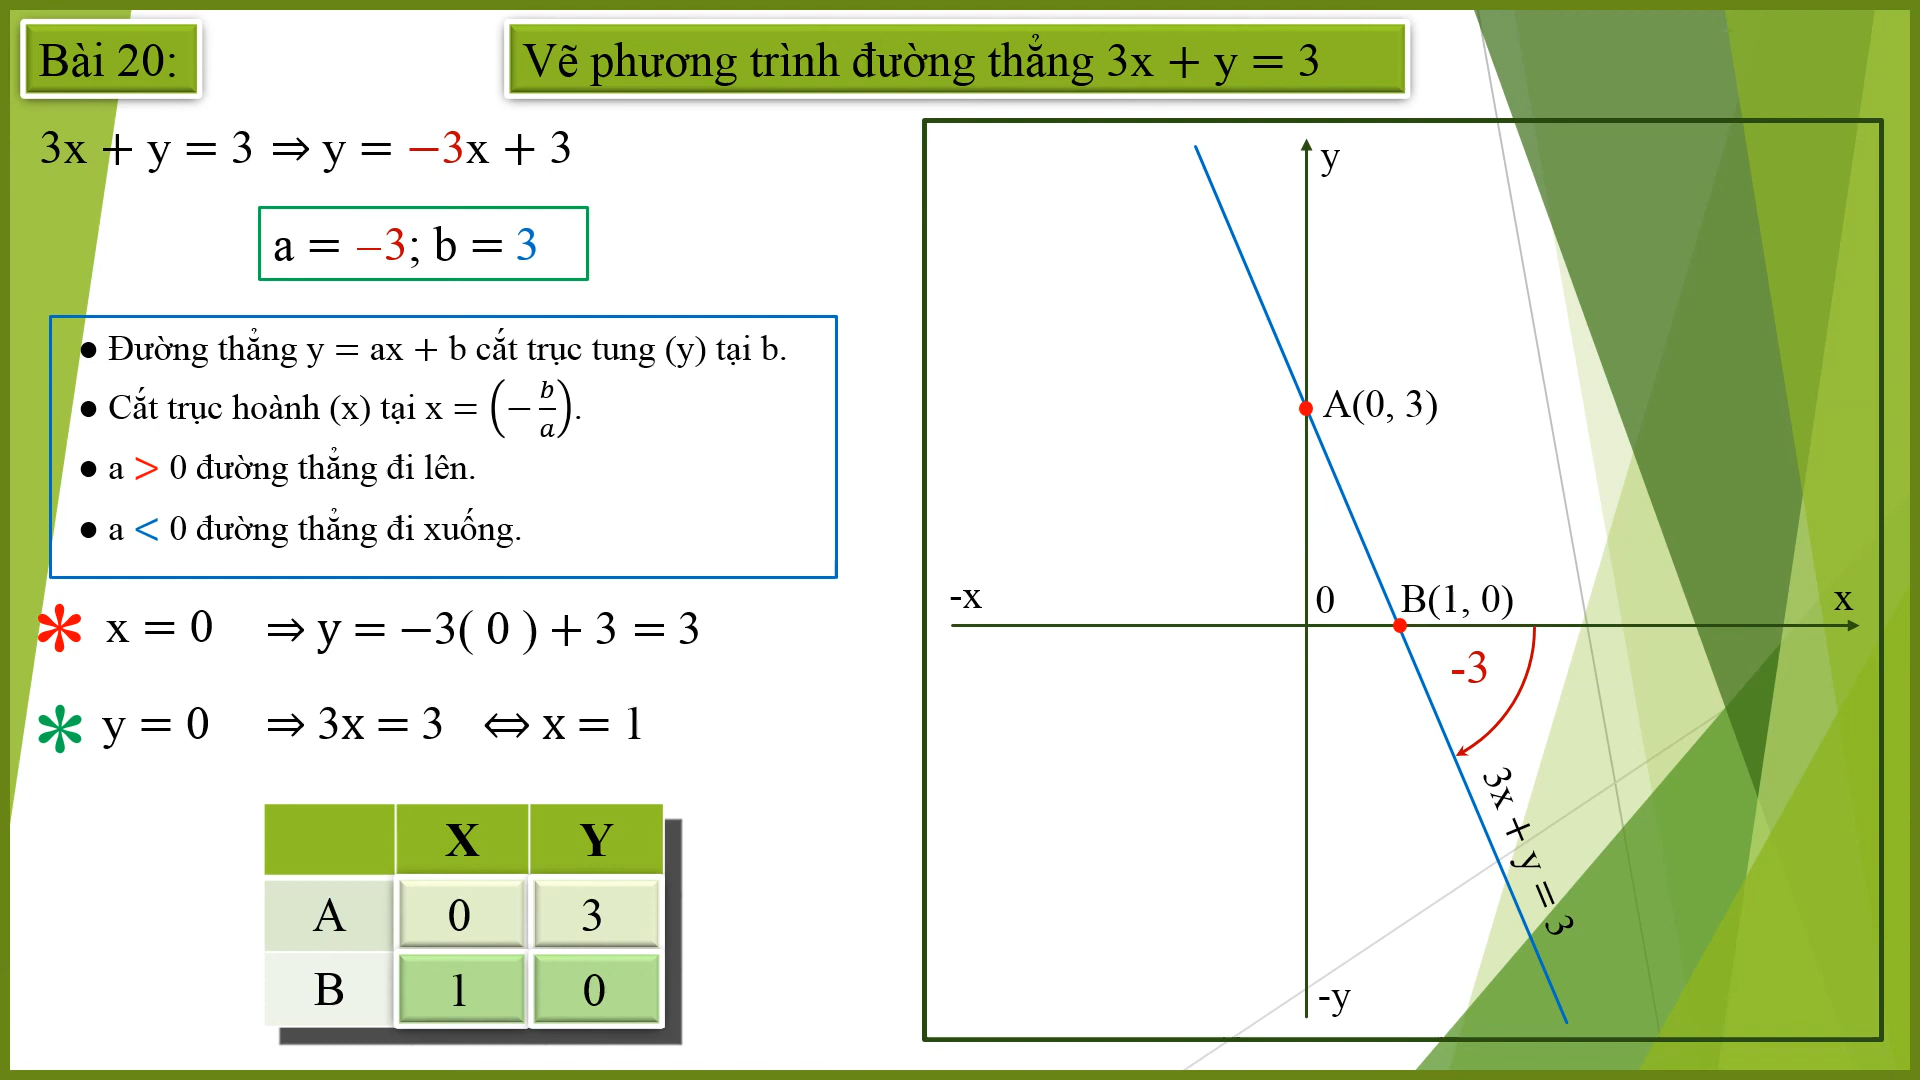 Bài 20:
Vẽ phương trình đường thẳng 3x + y = 3
3x + y = 3 ⇒ y = −3x + 3
a = −3; b = 3
● Đường thẳng y = ax + b cắt trục tung (y) tại b.
● Cắt trục hoành (x) tại x = (−b/a).
● a > 0 đường thẳng đi lên.
● a < 0 đường thẳng đi xuống.
* x = 0 ⇒ y = −3( 0 ) + 3 = 3
* y = 0 ⇒ 3x = 3 ⇔ x = 1
X Y
A 0 3
B 1 0
y
A(0, 3)
-x
0
B(1, 0)
x
-3
3x + y = 3
-y